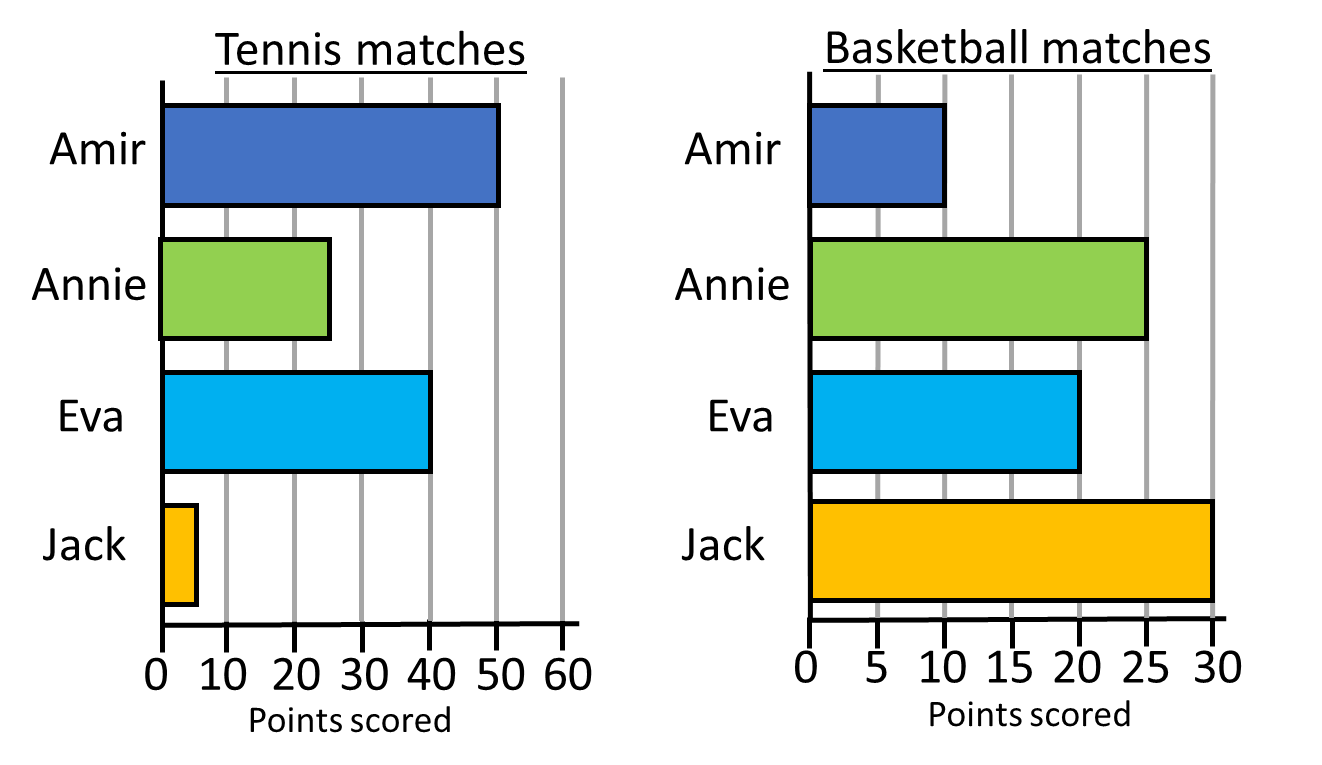 Tennis matches
Amir
Annie
Eva
Jack
0 10 20 30 40 50 60
Points scored
Basketball matches
Amir
Annie
Eva
Jack
0 5 10 15 20 25 30
Points scored